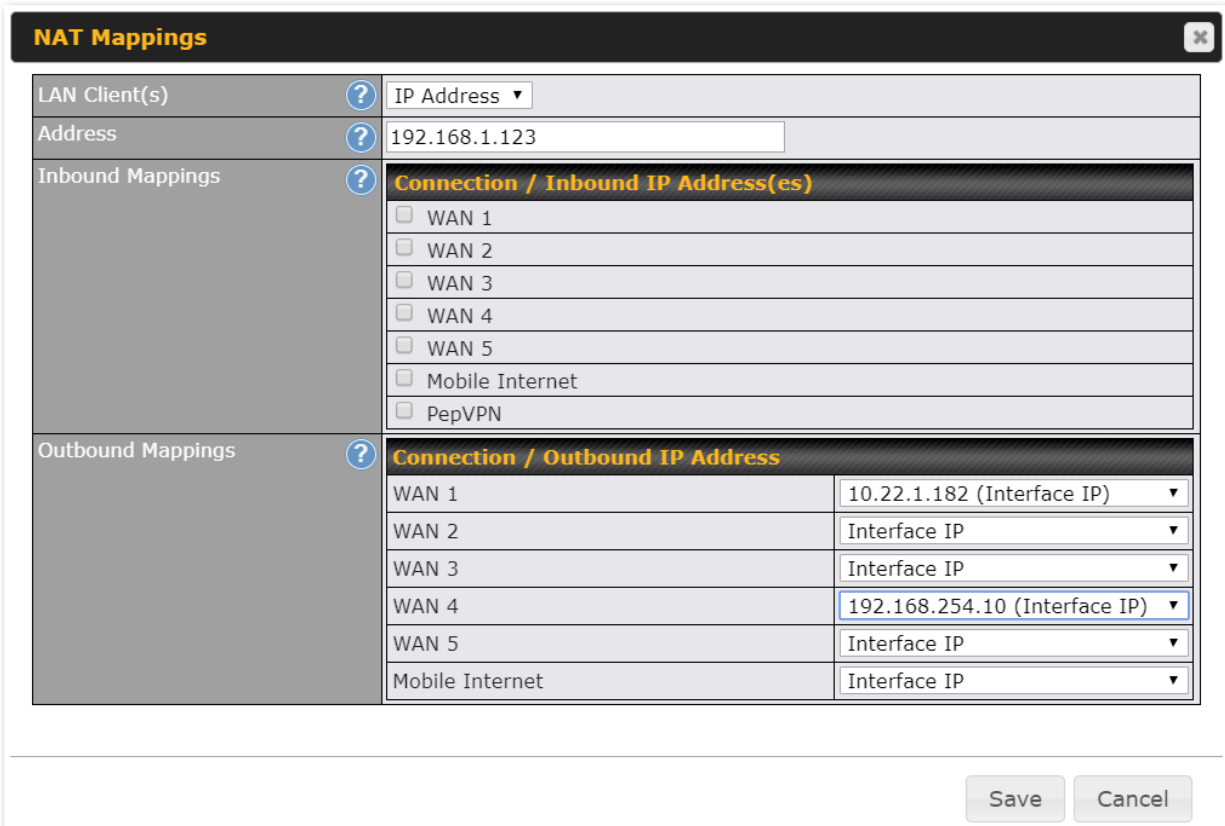 NAT Mappings
LAN Client(s) ? IP Address
Address ? 192.168.1.123
Inbound Mappings ? Connection / Inbound IP Address(es)
WAN 1
WAN 2
WAN 3
WAN 4
WAN 5
Mobile Internet
PepVPN
Outbound Mappings ? Connection / Outbound IP Address
WAN 1 10.22.1.182 (Interface IP)
WAN 2 Interface IP
WAN 3 Interface IP
WAN 4 192.168.254.10 (Interface IP)
WAN 5 Interface IP
Mobile Internet Interface IP
Save Cancel